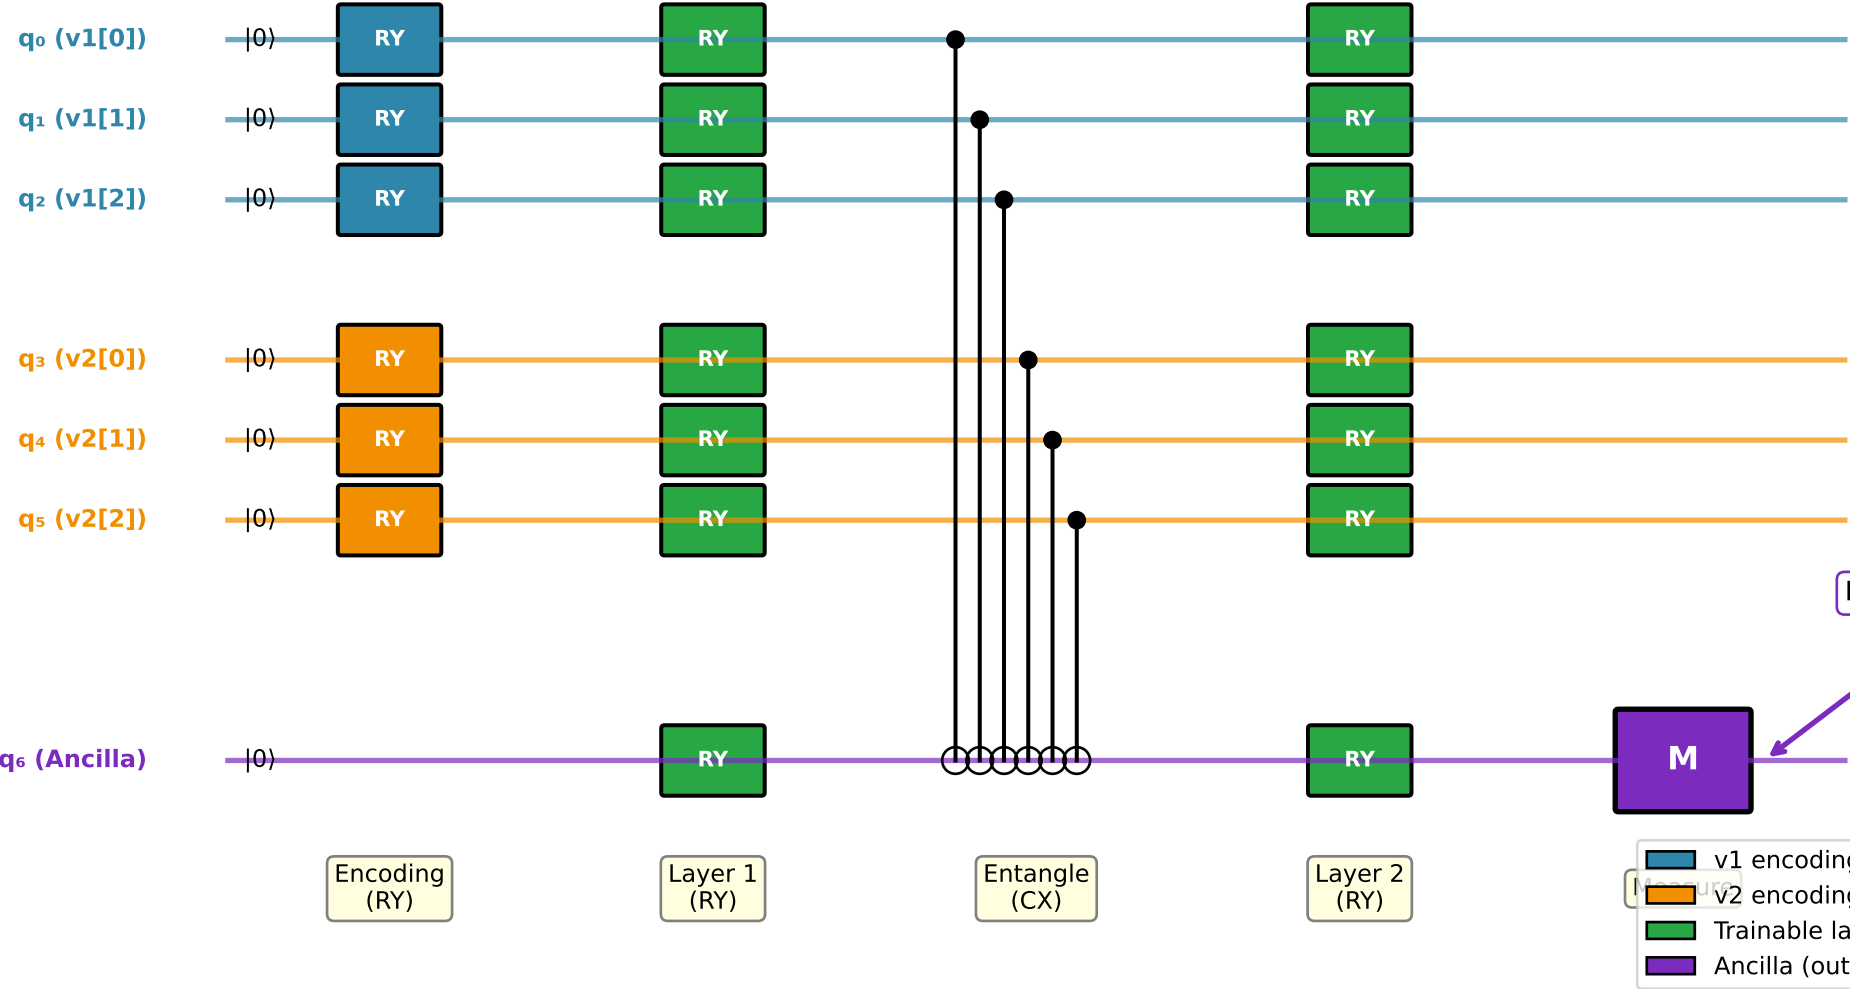 q₀ (v1[0]) |0⟩ RY RY RY
q₁ (v1[1]) |0⟩ RY RY RY
q₂ (v1[2]) |0⟩ RY RY RY
q₃ (v2[0]) |0⟩ RY RY RY
q₄ (v2[1]) |0⟩ RY RY RY
q₅ (v2[2]) |0⟩ RY RY RY
q₆ (Ancilla) |0⟩ RY RY M
Encoding
(RY)
Layer 1
(RY)
Entangle
(CX)
Layer 2
(RY)
Measure
v1 encoding
v2 encoding
Trainable la
Ancilla (out